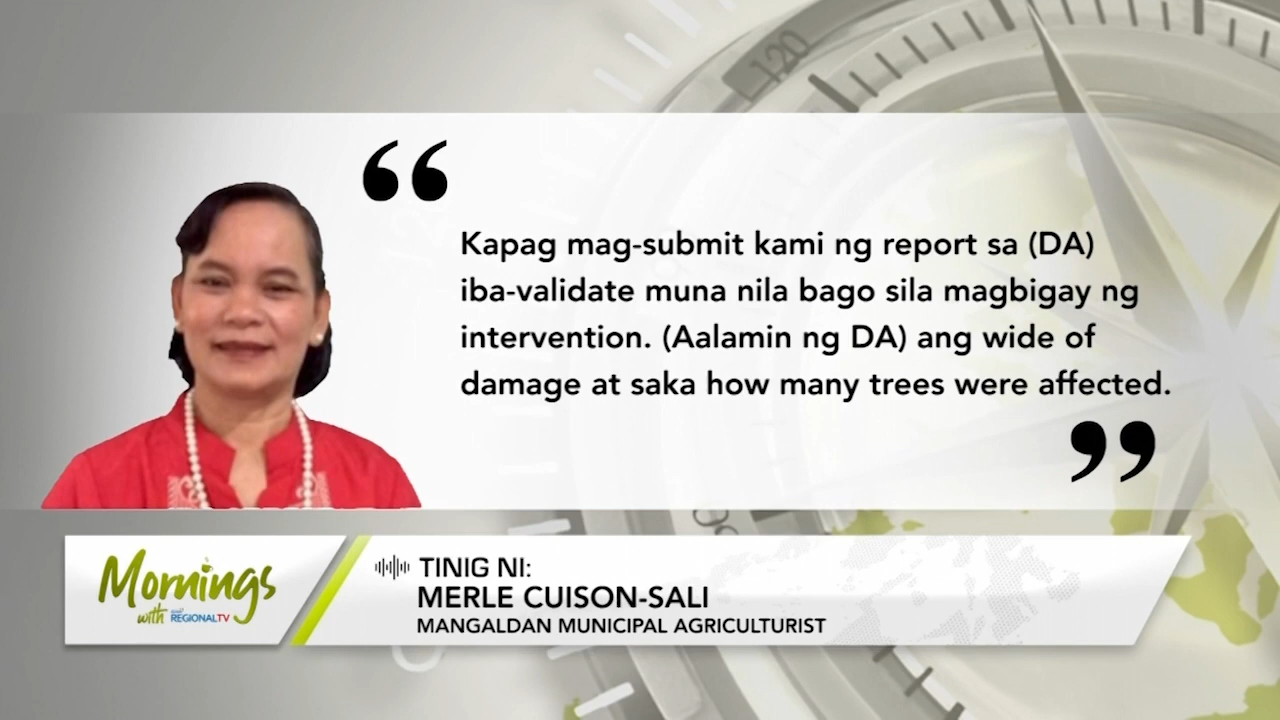 120
“
Kapag mag-submit kami ng report sa (DA)
iba-validate muna nila bago sila magbigay ng
intervention. (Aalamin ng DA) ang wide of
damage at saka how many trees were affected.
”
Mornings
with REGIONALTV
TINIG NI:
MERLE CUISON-SALI
MANGALDAN MUNICIPAL AGRICULTURIST